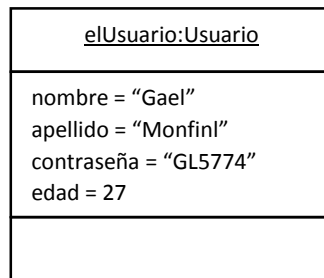 elUsuario:Usuario
nombre = “Gael”
apellido = “Monfinl”
contraseña = “GL5774”
edad = 27